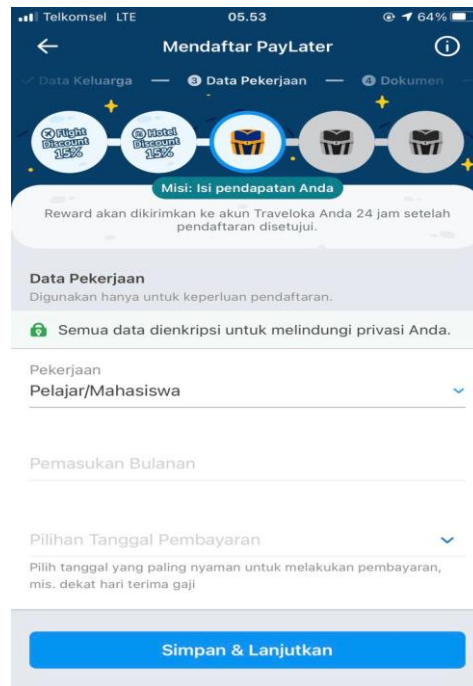 Telkomsel LTE 05.53 64%
Mendaftar PayLater
Data Keluarga — 3 Data Pekerjaan — 4 Dokumen
Flight
Discount
15%
Hotel
Discount
15%
Misi: Isi pendapatan Anda
Reward akan dikirimkan ke akun Traveloka Anda 24 jam setelah
pendaftaran disetujui.
Data Pekerjaan
Digunakan hanya untuk keperluan pendaftaran.
Semua data dienkripsi untuk melindungi privasi Anda.
Pekerjaan
Pelajar/Mahasiswa
Pemasukan Bulanan
Pilihan Tanggal Pembayaran
Pilih tanggal yang paling nyaman untuk melakukan pembayaran,
mis. dekat hari terima gaji
Simpan & Lanjutkan